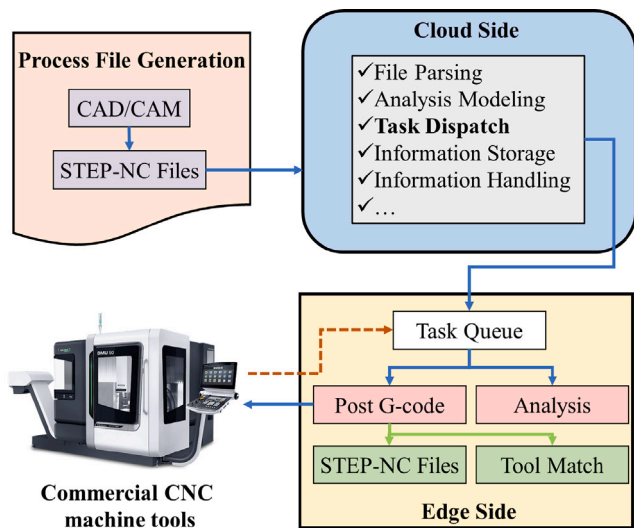 Process File Generation
CAD/CAM
STEP-NC Files
Cloud Side
✓File Parsing
✓Analysis Modeling
✓Task Dispatch
✓Information Storage
✓Information Handling
✓...
Task Queue
Post G-code
Analysis
STEP-NC Files
Tool Match
Edge Side
Commercial CNC
machine tools